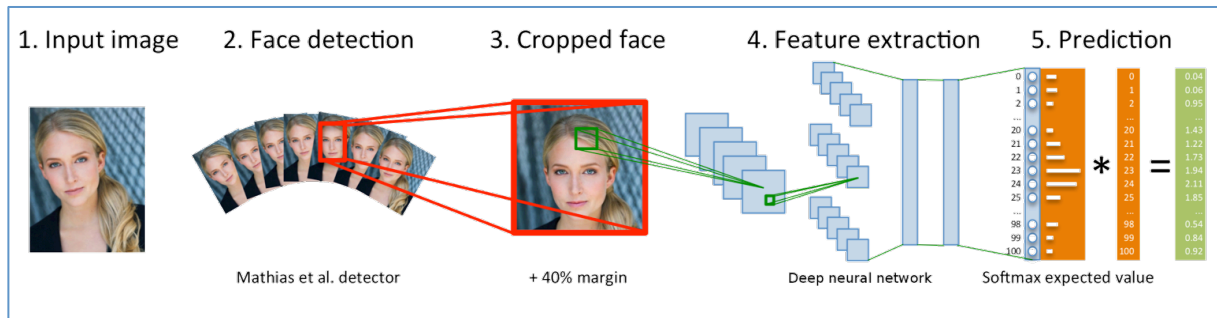 1. Input image
2. Face detection
3. Cropped face
4. Feature extraction
5. Prediction
0 0 0.04
1 1 0.06
2 2 0.95
... ... ...
20 20 1.43
21 21 1.22
22 22 1.73
23 * 23 = 1.94
24 24 2.11
25 25 1.85
... ... ...
98 98 0.54
99 99 0.84
100 100 0.92
Mathias et al. detector
+ 40% margin
Deep neural network
Softmax expected value